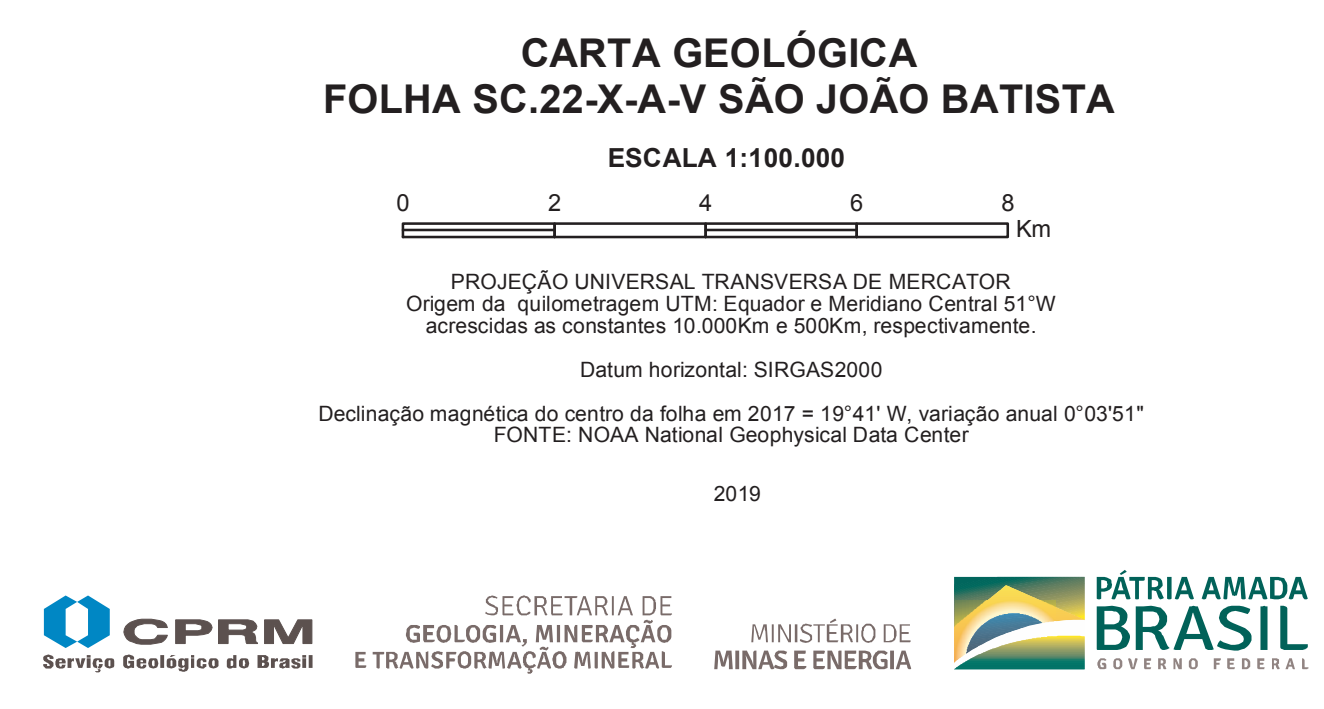 CARTA GEOLÓGICA
FOLHA SC.22-X-A-V SÃO JOÃO BATISTA
ESCALA 1:100.000
0 2 4 6 8
Km
PROJEÇÃO UNIVERSAL TRANSVERSA DE MERCATOR
Origem da quilometragem UTM: Equador e Meridiano Central 51°W
acrescidas as constantes 10.000Km e 500Km, respectivamente.
Datum horizontal: SIRGAS2000
Declinação magnética do centro da folha em 2017 = 19°41' W, variação anual 0°03'51"
FONTE: NOAA National Geophysical Data Center
2019
CPRM
Serviço Geológico do Brasil
SECRETARIA DE
GEOLOGIA, MINERAÇÃO
E TRANSFORMAÇÃO MINERAL
MINISTÉRIO DE
MINAS E ENERGIA
PÁTRIA AMADA
BRASIL
GOVERNO FEDERAL